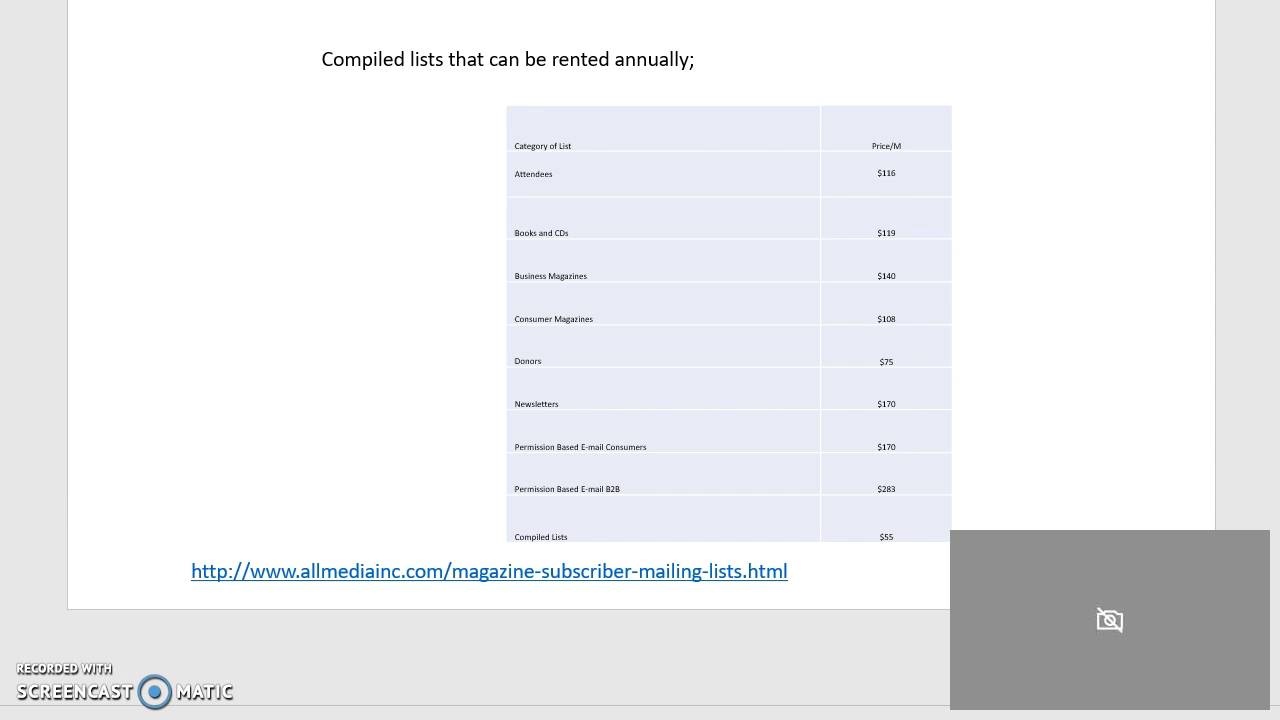 Compiled lists that can be rented annually;
Category of List Price/M
Attendees $116
Books and CDs $119
Business Magazines $140
Consumer Magazines $108
Donors $75
Newsletters $170
Permission Based E-mail Consumers $170
Permission Based E-mail B2B $283
Compiled Lists $55
http://www.allmediainc.com/magazine-subscriber-mailing-lists.html
RECORDED WITH
SCREENCAST MATIC